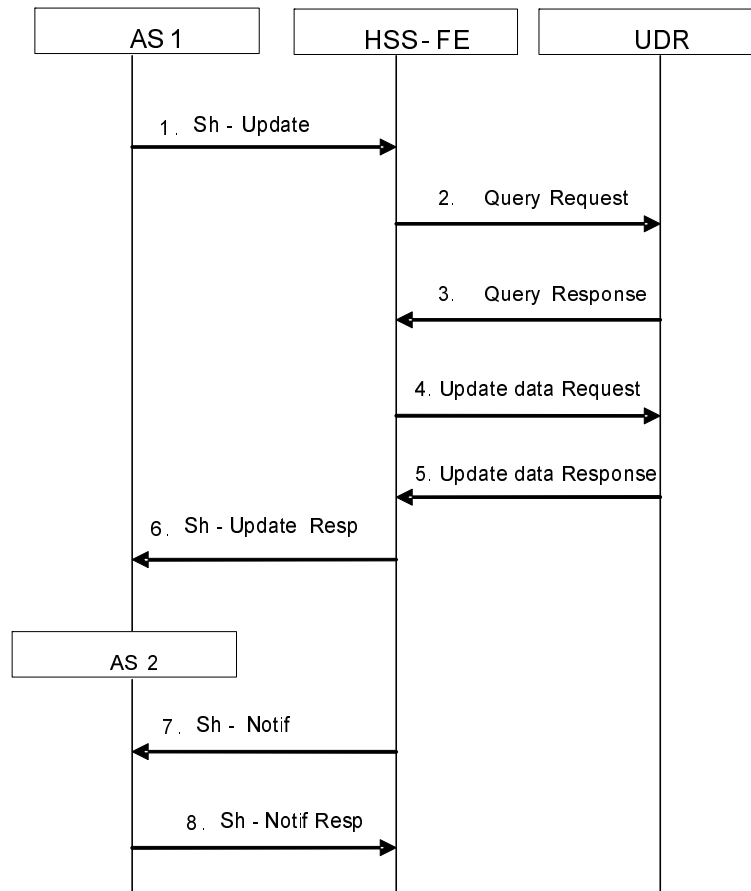 AS 1
HSS-FE
UDR
1. Sh - Update
2. Query Request
3. Query Response
4. Update data Request
5. Update data Response
6. Sh - Update Resp
AS 2
7. Sh - Notif
8. Sh - Notif Resp